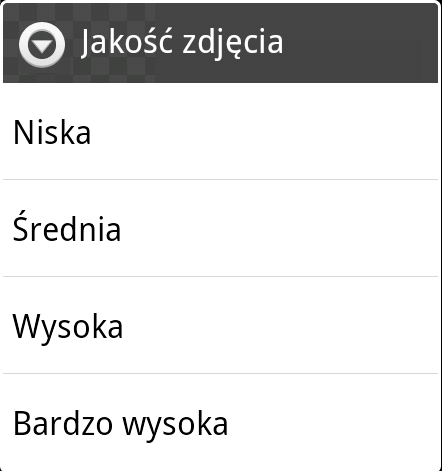 Jakość zdjęcia
Niska
Średnia
Wysoka
Bardzo wysoka